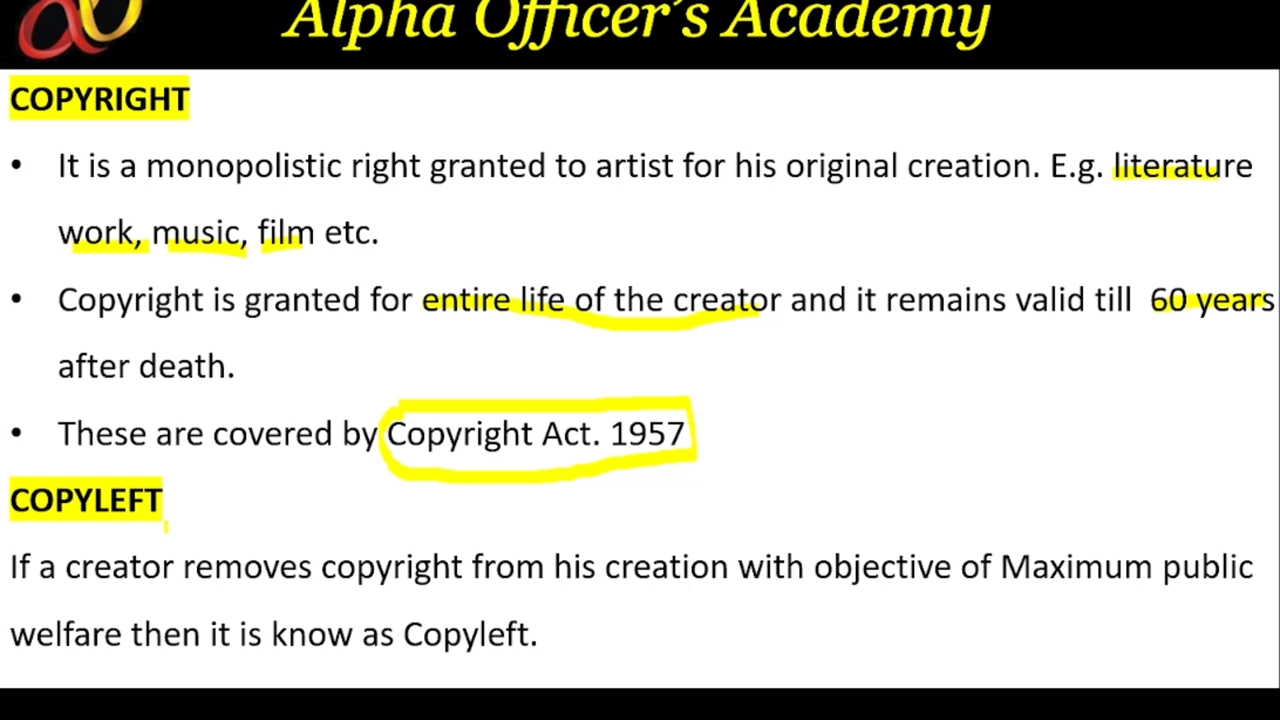 Alpha Officer's Academy
COPYRIGHT
• It is a monopolistic right granted to artist for his original creation. E.g. literature
work, music, film etc.
• Copyright is granted for entire life of the creator and it remains valid till 60 years
after death.
• These are covered by Copyright Act. 1957
COPYLEFT
If a creator removes copyright from his creation with objective of Maximum public
welfare then it is know as Copyleft.